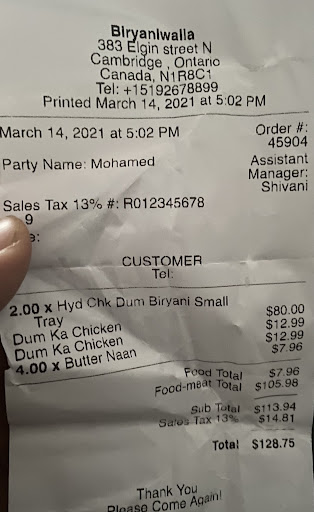 Biryaniwalla
383 Elgin street N
Cambridge , Ontario
Canada, N1R8C1
Tel: +15192678899
Printed March 14, 2021 at 5:02 PM
March 14, 2021 at 5:02 PM
Order #:
45904
Party Name: Mohamed
Assistant
Manager:
Shivani
Sales Tax 13% #: R012345678
9
e:
CUSTOMER
Tel:
2.00 x Hyd Chk Dum Biryani Small
Tray $80.00
Dum Ka Chicken $12.99
Dum Ka Chicken $12.99
4.00 x Butter Naan $7.96
Food Total $7.96
Food-meat Total $105.98
Sub Total $113.94
Sales Tax 13% $14.81
Total $128.75
Thank You
Please Come Again!